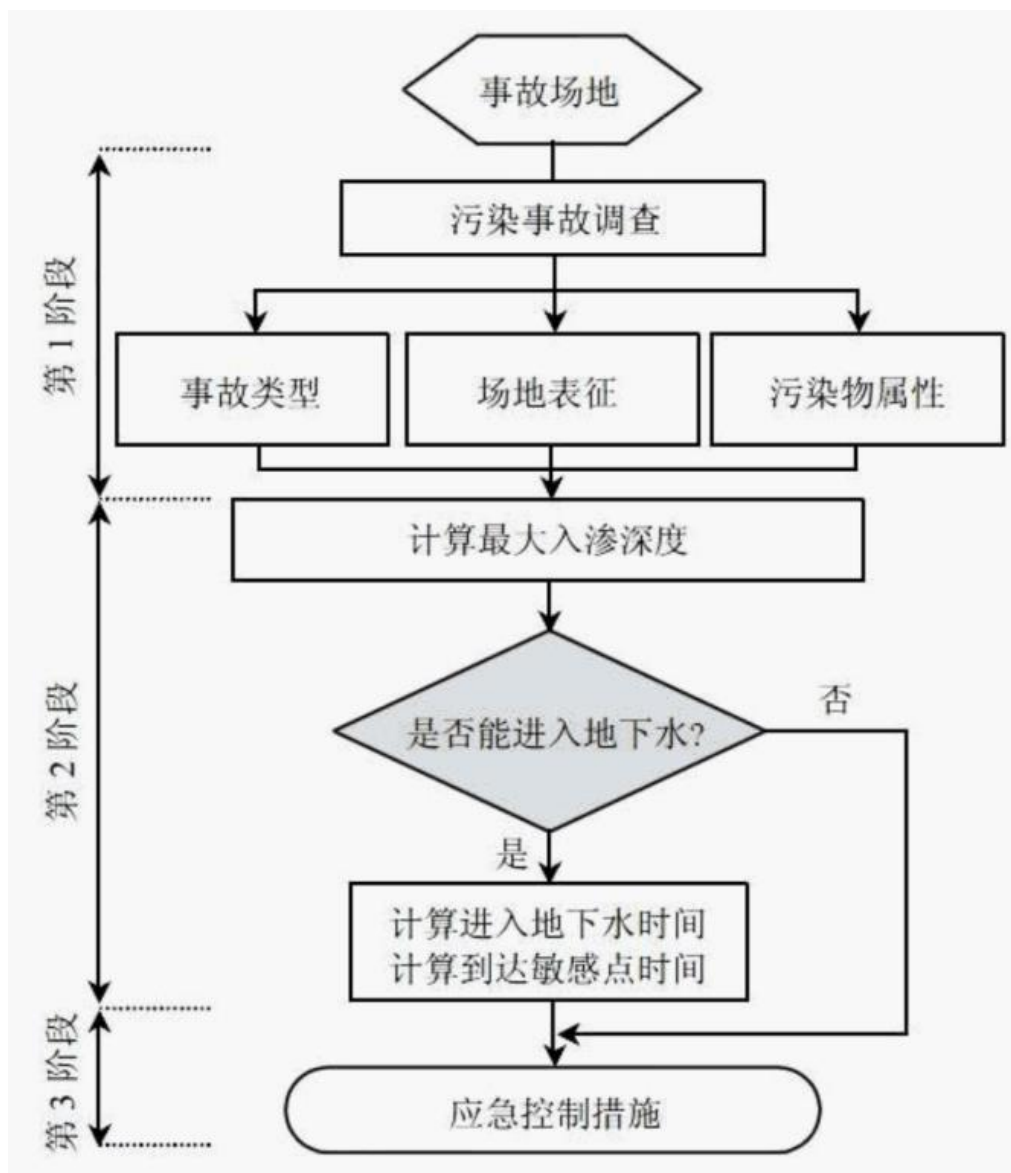 事故场地
污染事故调查
第1阶段
事故类型
场地表征
污染物属性
计算最大入渗深度
第2阶段
是否能进入地下水?
否
是
计算进入地下水时间
计算到达敏感点时间
第3阶段
应急控制措施